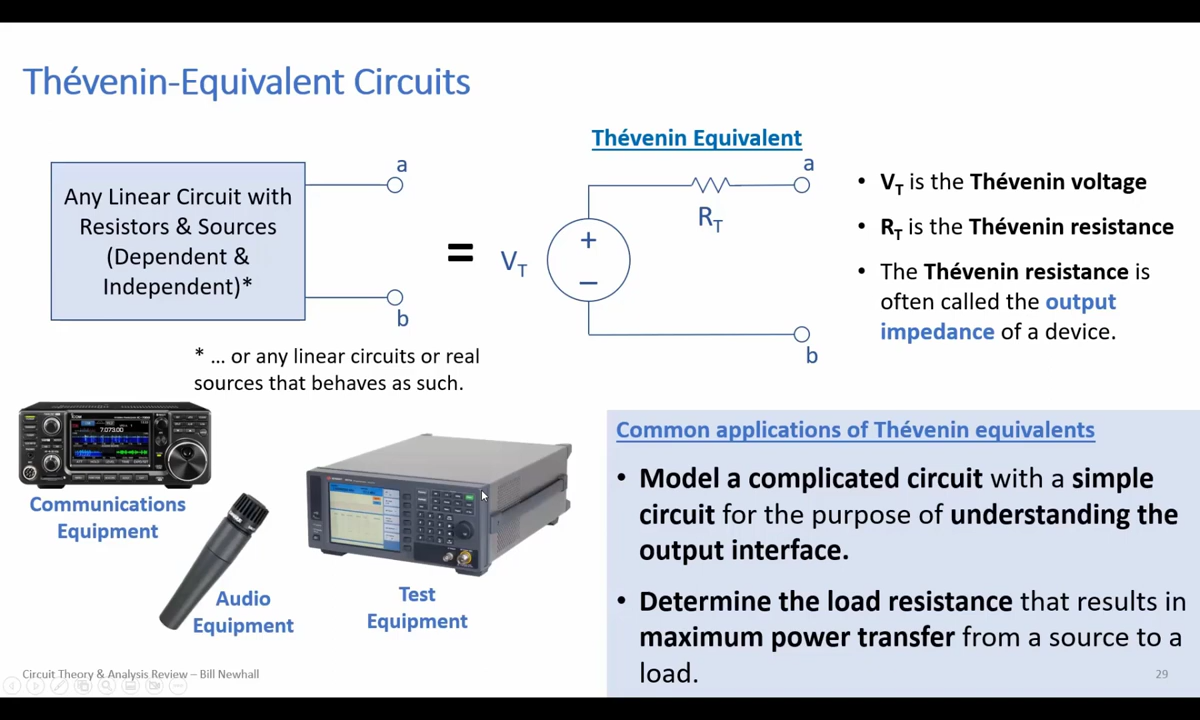 Thévenin-Equivalent Circuits
Any Linear Circuit with
Resistors & Sources
(Dependent &
Independent)*
a
b
=
* ... or any linear circuits or real
sources that behaves as such.
Thévenin Equivalent
a
R_T
V_T
+
−
b
• V_T is the Thévenin voltage
• R_T is the Thévenin resistance
• The Thévenin resistance is
often called the output
impedance of a device.
7.073.00
Communications
Equipment
Audio
Equipment
Test
Equipment
Common applications of Thévenin equivalents
• Model a complicated circuit with a simple
circuit for the purpose of understanding the
output interface.
• Determine the load resistance that results in
maximum power transfer from a source to a
load.
Circuit Theory & Analysis Review – Bill Newhall
29